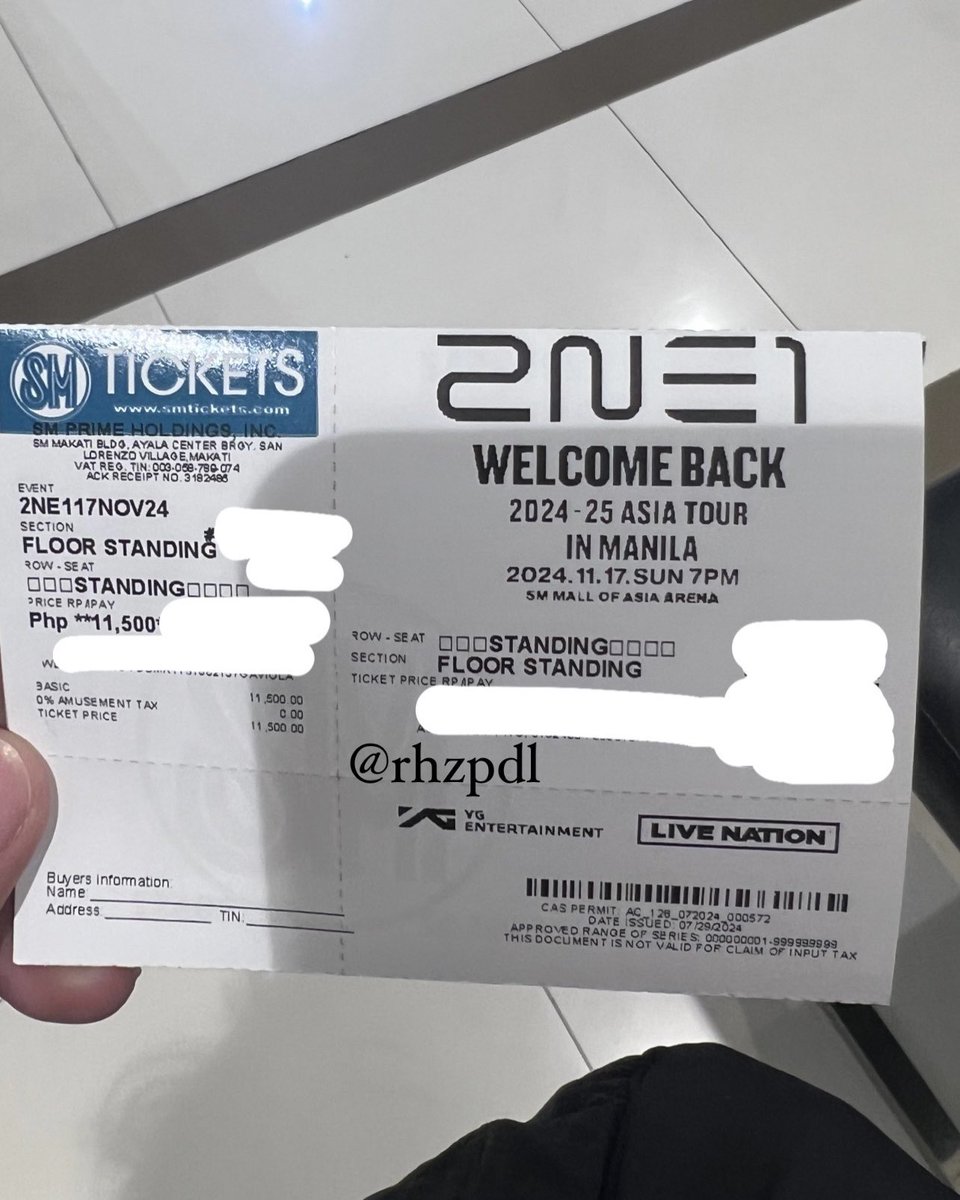 SM TICKETS
www.smtickets.com
SM PRIME HOLDINGS, INC.
SM MAKATI BLDG, AYALA CENTER BRGY. SAN
LORENZO VILLAGE, MAKATI
VAT REG. TIN: 003-058-789-074
ACK RECEIPT NO. 3182486
EVENT
2NE117NOV24
SECTION
FLOOR STANDING*
ROW - SEAT
□□□STANDING□□□□
PRICE RP/PAY
Php **11,500
BASIC 11,500.00
0% AMUSEMENT TAX 0.00
TICKET PRICE 11,500.00
Buyers Information:
Name:
Address: TIN:
2NE1
WELCOME BACK
2024-25 ASIA TOUR
IN MANILA
2024.11.17.SUN 7PM
SM MALL OF ASIA ARENA
ROW - SEAT □□□STANDING□□□□
SECTION FLOOR STANDING
TICKET PRICE RP/PAY
@rhzpdl
YG
ENTERTAINMENT
LIVE NATION
CAS PERMIT: AC_126_072024_000572
DATE ISSUED: 07/29/2024
APPROVED RANGE OF SERIES: 000000001-999999999
THIS DOCUMENT IS NOT VALID FOR CLAIM OF INPUT TAX